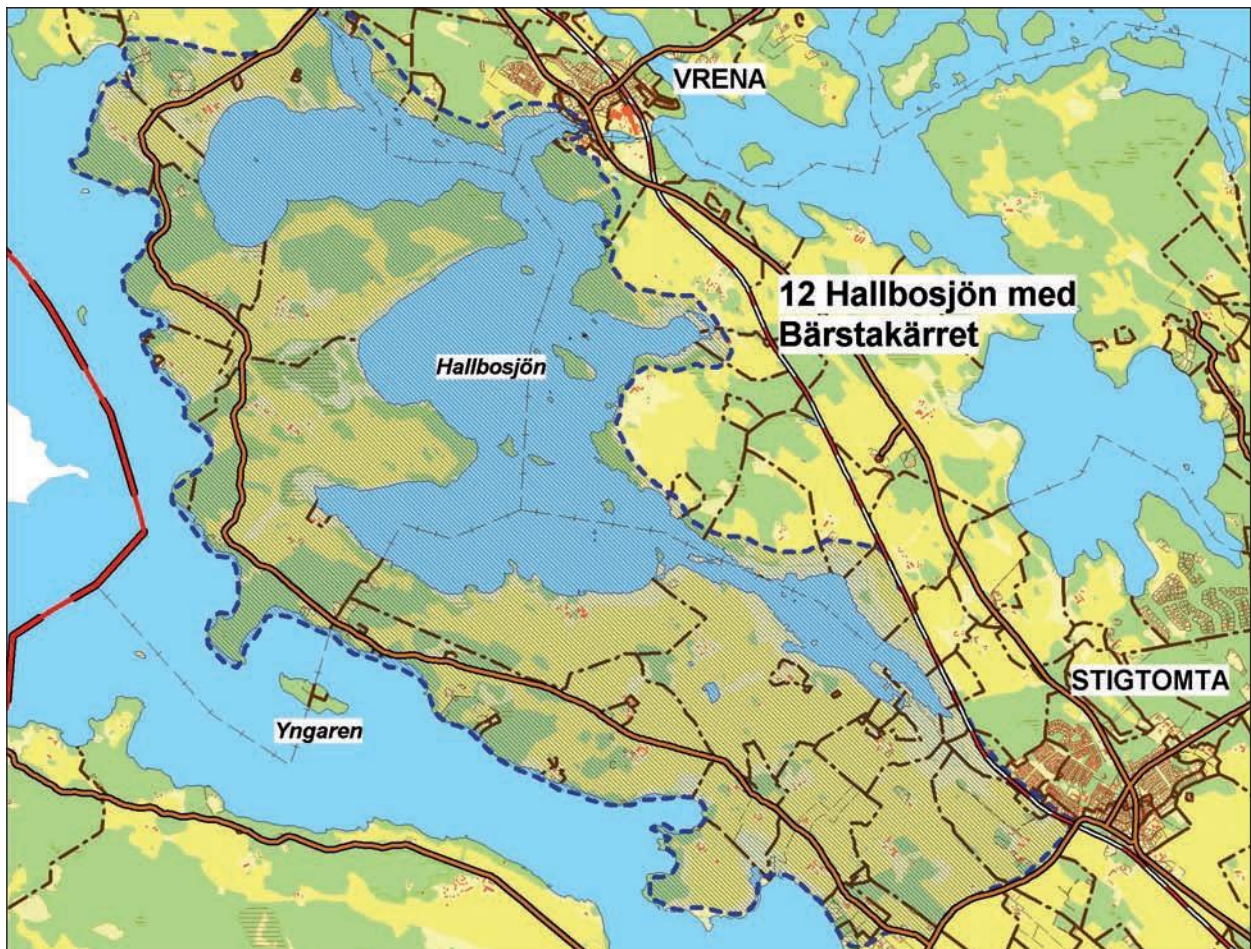 VRENA
12 Hallbosjön med
Bärstakärret
Hallbosjön
STIGTOMTA
Yngaren